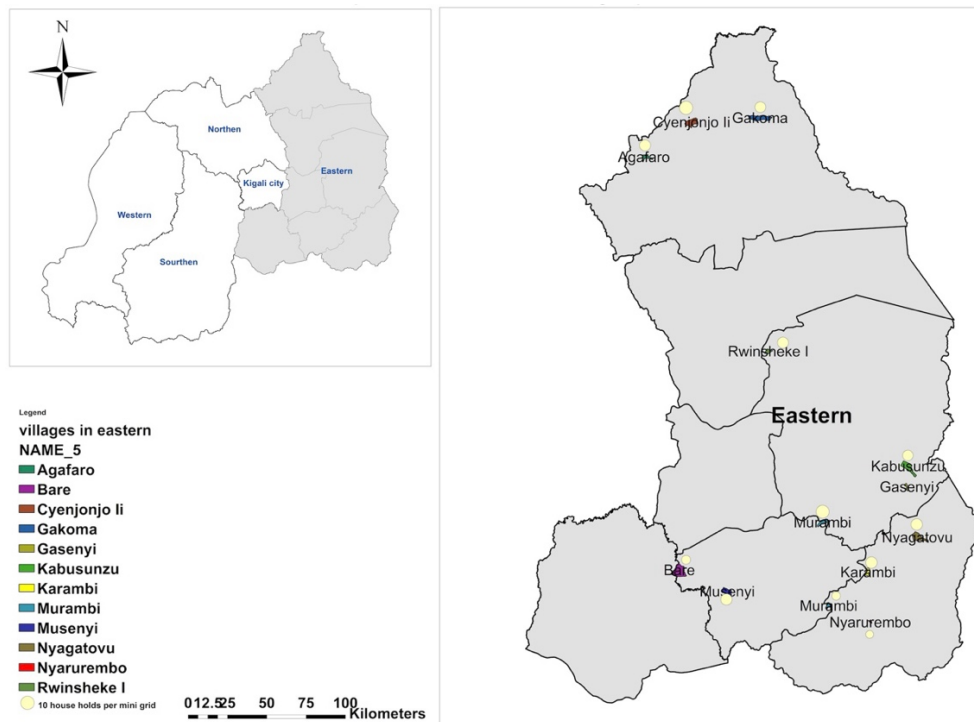 N
Northen
Kigali city
Eastern
Western
Sourthen
Legend
villages in eastern
NAME_5
Agafaro
Bare
Cyenjonjo Ii
Gakoma
Gasenyi
Kabusunzu
Karambi
Murambi
Musenyi
Nyagatovu
Nyarurembo
Rwinsheke I
10 house holds per mini grid
0 12.5 25 50 75 100
Kilometers
Cyenjonjo Ii
Gakoma
Agafaro
Rwinsheke I
Eastern
Kabusunzu
Gasenyi
Murambi
Nyagatovu
Bare
Karambi
Musenyi
Murambi
Nyarurembo